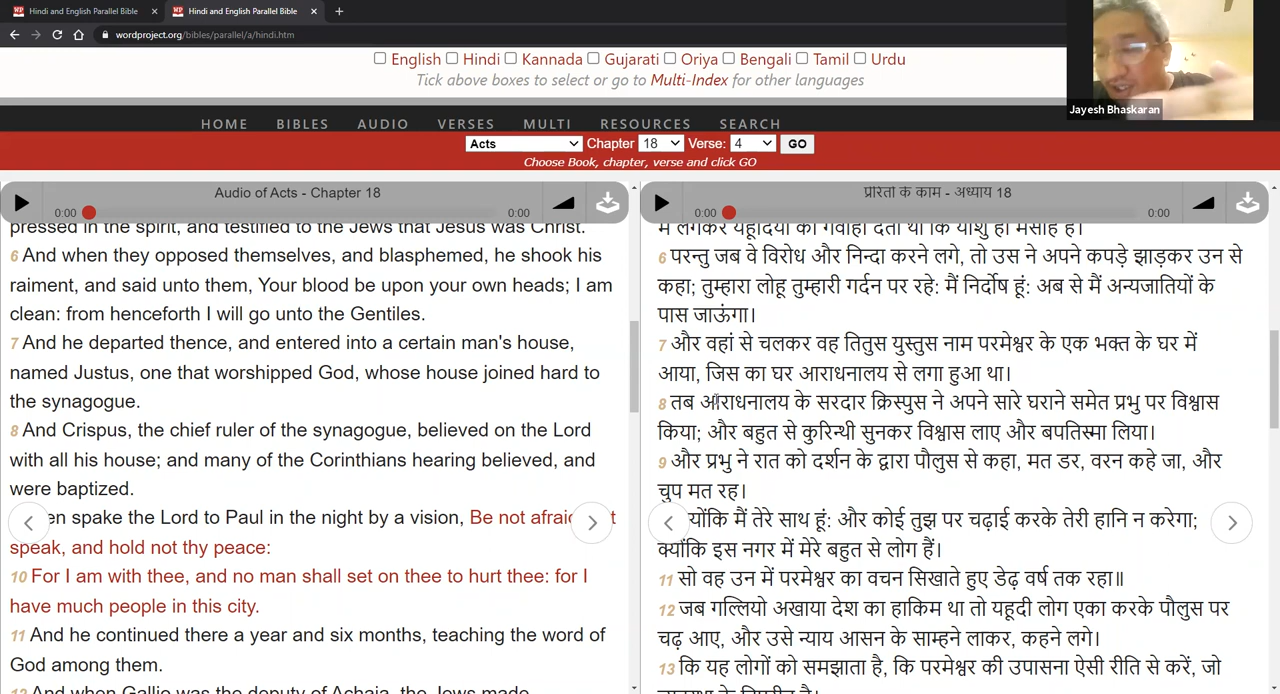 Hindi and English Parallel Bible
Hindi and English Parallel Bible
wordproject.org/bibles/parallel/a/hindi.htm
English Hindi Kannada Gujarati Oriya Bengali Tamil Urdu
Tick above boxes to select or go to Multi-Index for other languages
Jayesh Bhaskaran
HOME BIBLES AUDIO VERSES MULTI RESOURCES SEARCH
Acts Chapter 18 Verse: 4 GO
Choose Book, chapter, verse and click GO
Audio of Acts - Chapter 18
0:00 0:00
pressed in the spirit, and testified to the Jews that Jesus was Christ.
6 And when they opposed themselves, and blasphemed, he shook his
raiment, and said unto them, Your blood be upon your own heads; I am
clean: from henceforth I will go unto the Gentiles.
7 And he departed thence, and entered into a certain man's house,
named Justus, one that worshipped God, whose house joined hard to
the synagogue.
8 And Crispus, the chief ruler of the synagogue, believed on the Lord
with all his house; and many of the Corinthians hearing believed, and
were baptized.
spake the Lord to Paul in the night by a vision, Be not
speak, and hold not thy peace:
10 For I am with thee, and no man shall set on thee to hurt thee: for I
have much people in this city.
11 And he continued there a year and six months, teaching the word of
God among them.
12 And when Gallio was the deputy of Achaia, the Jews made
प्रेरितों के काम - अध्याय 18
0:00 0:00
में लगकर यहूदियों को गवाही देता था कि यीशु ही मसीह है।
6 परन्तु जब वे विरोध और निन्दा करने लगे, तो उस ने अपने कपड़े झाड़कर उन से
कहा; तुम्हारा लोहू तुम्हारी गर्दन पर रहे: मैं निर्दोष हूं: अब से मैं अन्यजातियों के
पास जाऊंगा।
7 और वहां से चलकर वह तितुस युस्तुस नाम परमेश्वर के एक भक्त के घर में
आया, जिस का घर आराधनालय से लगा हुआ था।
8 तब आराधनालय के सरदार क्रिस्पुस ने अपने सारे घराने समेत प्रभु पर विश्वास
किया; और बहुत से कुरिन्थी सुनकर विश्वास लाए और बपतिस्मा लिया।
9 और प्रभु ने रात को दर्शन के द्वारा पौलुस से कहा, मत डर, वरन कहे जा, और
चुप मत रह।
क्योंकि मैं तेरे साथ हूं: और कोई तुझ पर चढ़ाई करके तेरी हानि न करेगा;
क्योंकि इस नगर में मेरे बहुत से लोग हैं।
11 सो वह उन में परमेश्वर का वचन सिखाते हुए डेढ़ वर्ष तक रहा॥
12 जब गल्लियो अखाया देश का हाकिम था तो यहूदी लोग एका करके पौलुस पर
चढ़ आए, और उसे न्याय आसन के साम्हने लाकर, कहने लगे।
13 कि यह लोगों को समझाता है, कि परमेश्वर की उपासना ऐसी रीति से करें, जो